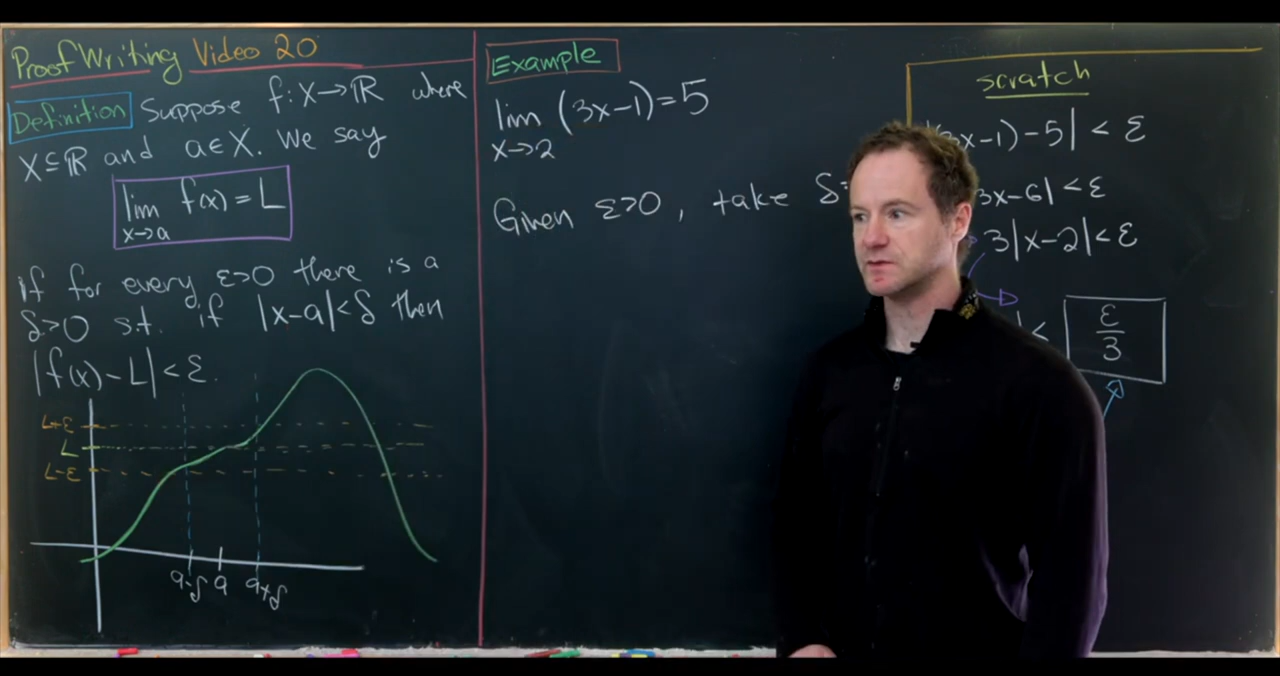 Proof Writing Video 20
Definition Suppose f: X→ℝ where
X⊆ℝ and a∈X. We say
lim f(x) = L
x→a
if for every ε>0 there is a
δ>0 s.t. if |x-a|<δ then
|f(x)-L|<ε.
L+ε
L
L-ε
a-δ a a+δ
Example
lim (3x-1)=5
x→2
Given ε>0, take δ=
scratch
x-1)-5| < ε
3x-6| < ε
3|x-2| < ε
< ε/3